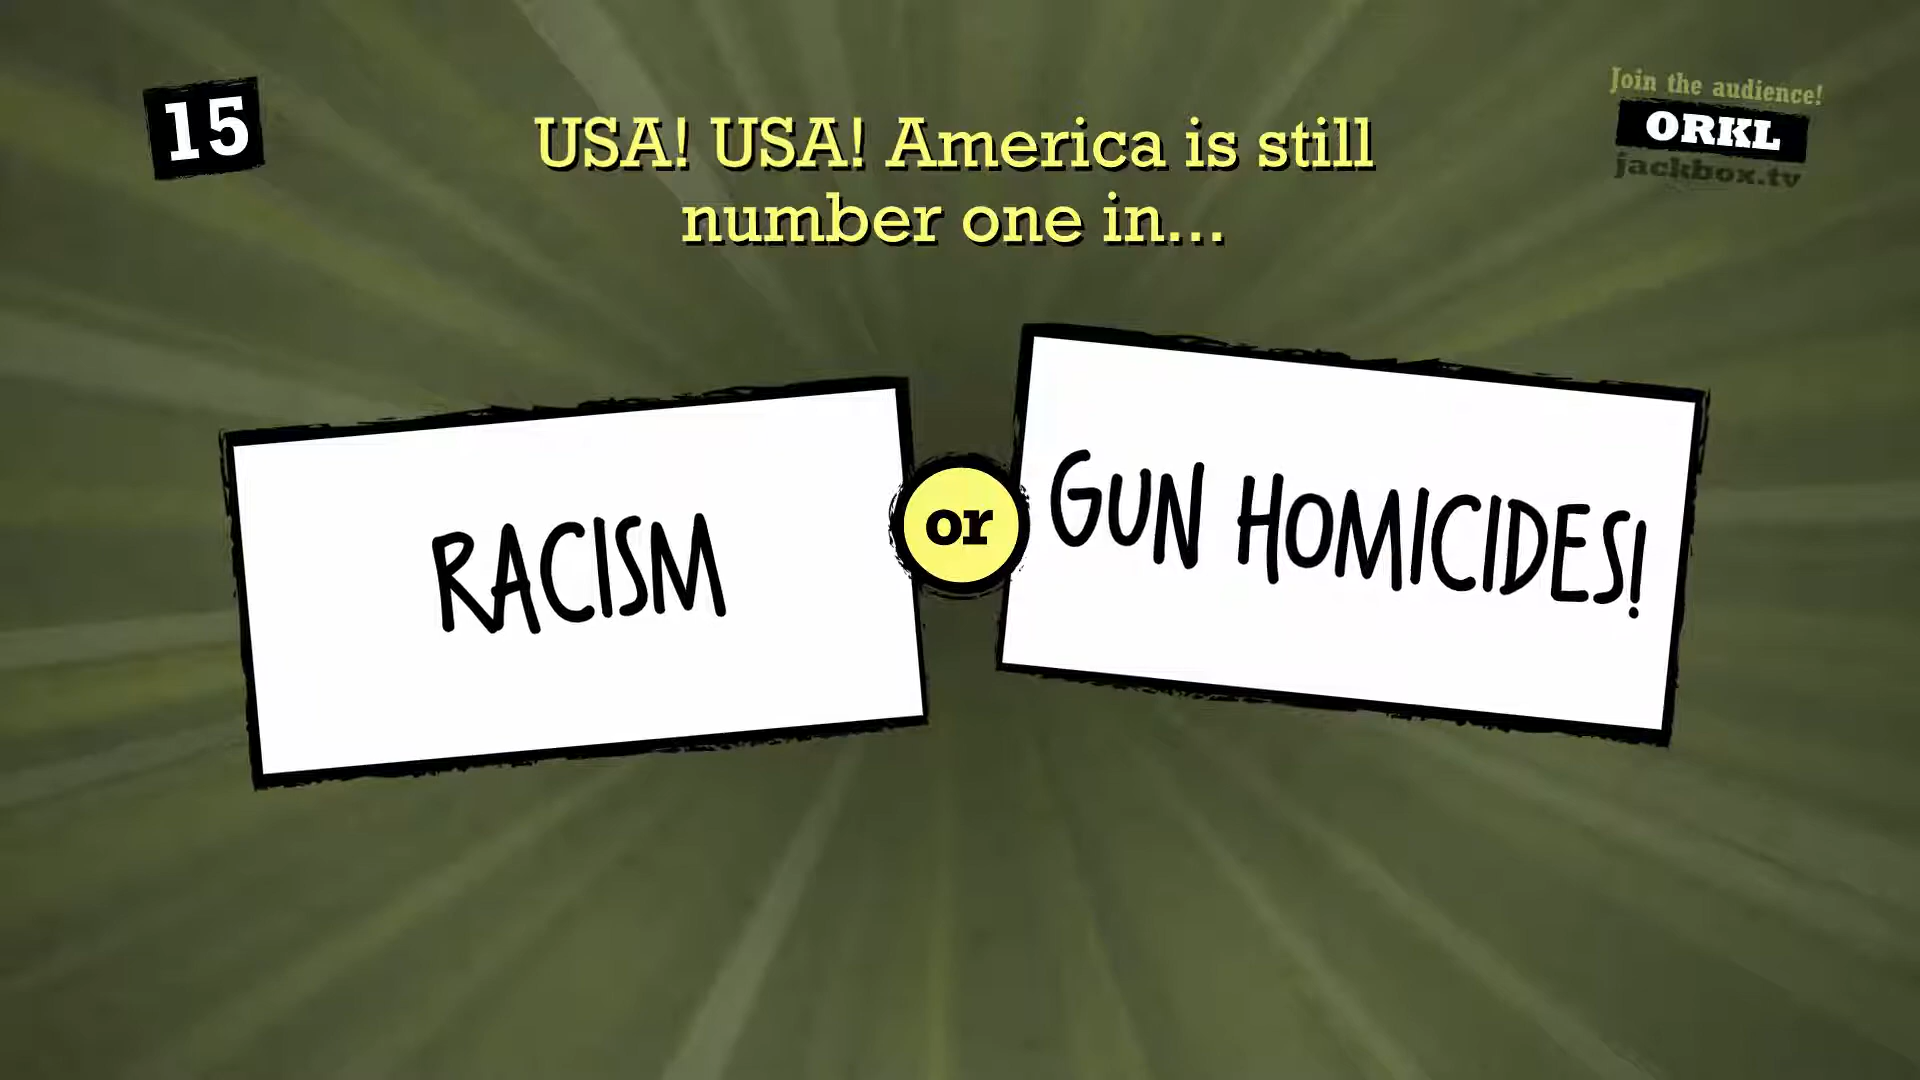 15
USA! USA! America is still
number one in...
Join the audience!
ORKL
jackbox.tv
RACISM
or
GUN HOMICIDES!